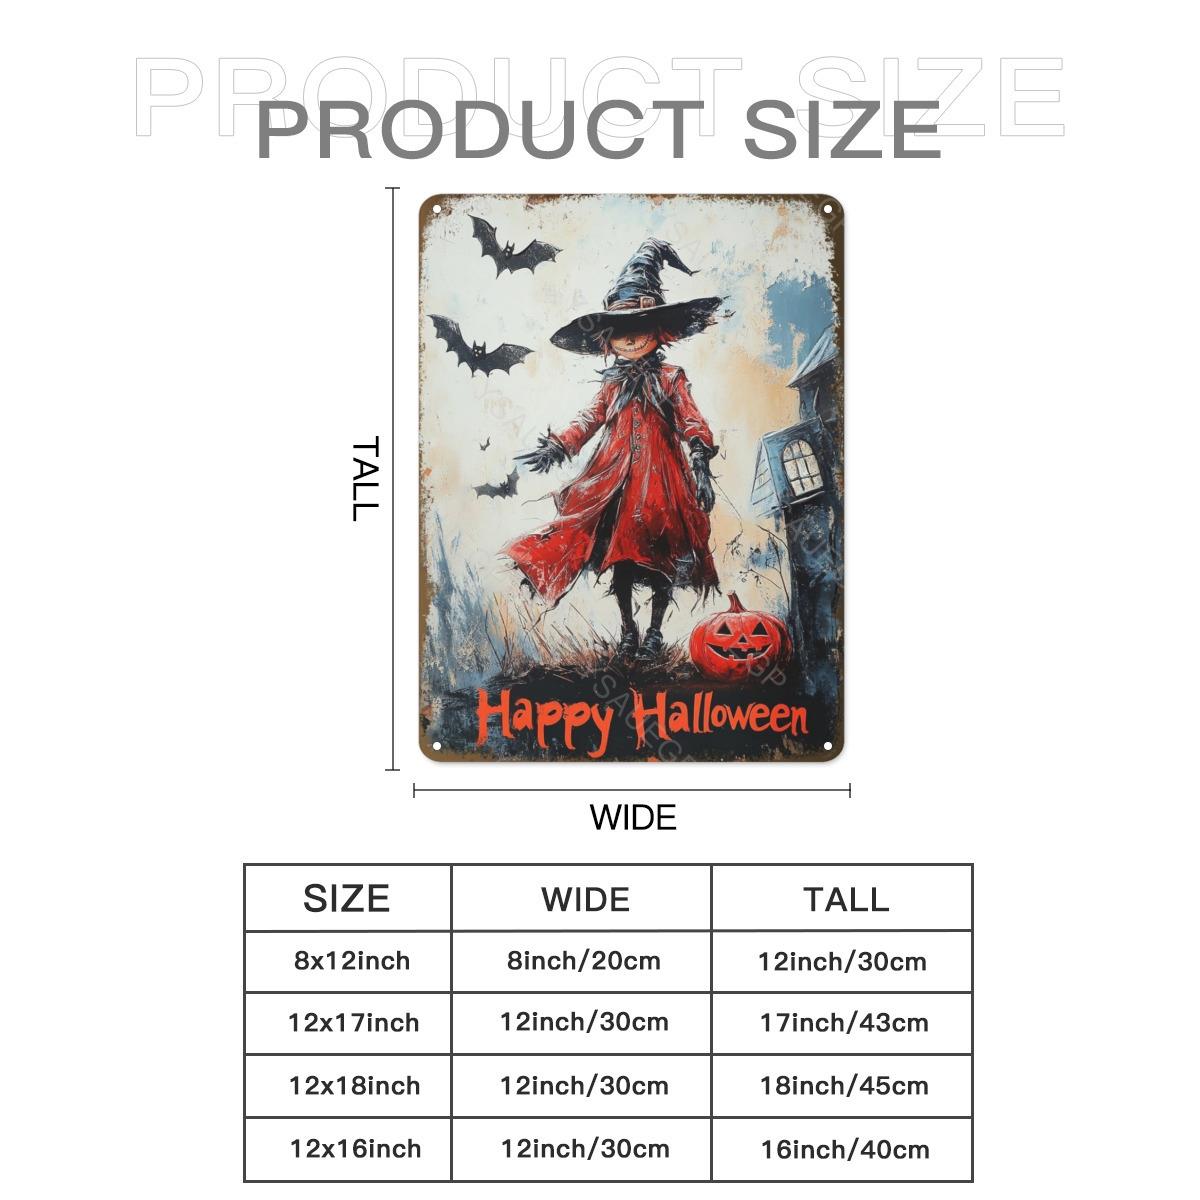 PRODUCT SIZE
PRODUCT SIZE
TALL
Happy Halloween
WIDE
SIZE WIDE TALL
8x12inch 8inch/20cm 12inch/30cm
12x17inch 12inch/30cm 17inch/43cm
12x18inch 12inch/30cm 18inch/45cm
12x16inch 12inch/30cm 16inch/40cm